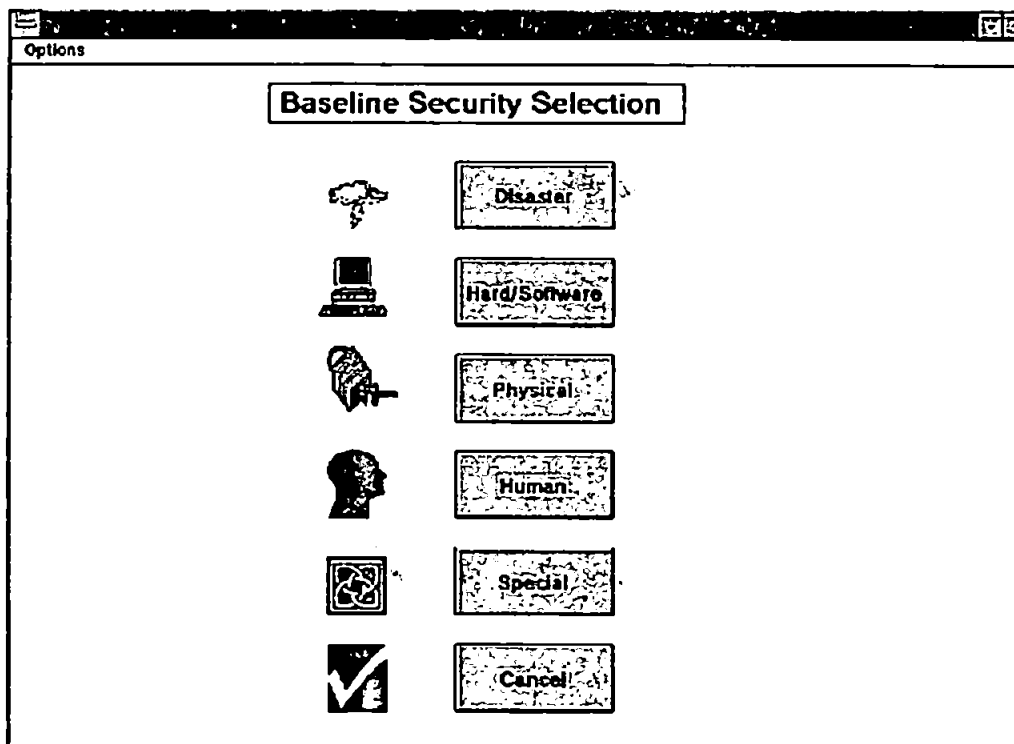 Options
Baseline Security Selection
Disaster
Hard/Software
Physical
Human
Special
Cancel